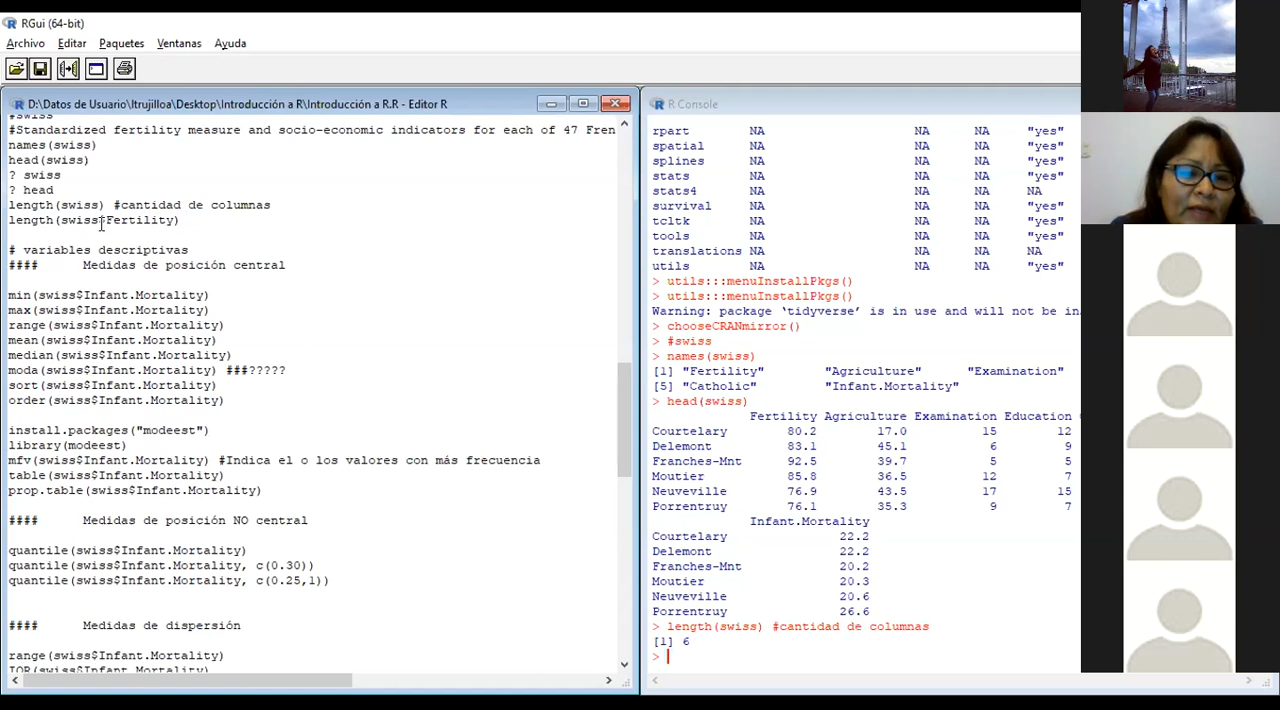 RGui (64-bit)
Archivo Editar Paquetes Ventanas Ayuda
D:\Datos de Usuario\ltrujilloa\Desktop\Introducción a R\Introducción a R.R - Editor R
#swiss
#Standardized fertility measure and socio-economic indicators for each of 47 Fren
names(swiss)
head(swiss)
? swiss
? head
length(swiss) #cantidad de columnas
length(swiss$Fertility)
# variables descriptivas
#### Medidas de posición central
min(swiss$Infant.Mortality)
max(swiss$Infant.Mortality)
range(swiss$Infant.Mortality)
mean(swiss$Infant.Mortality)
median(swiss$Infant.Mortality)
moda(swiss$Infant.Mortality) ###?????
sort(swiss$Infant.Mortality)
order(swiss$Infant.Mortality)
install.packages("modeest")
library(modeest)
mfv(swiss$Infant.Mortality) #Indica el o los valores con más frecuencia
table(swiss$Infant.Mortality)
prop.table(swiss$Infant.Mortality)
#### Medidas de posición NO central
quantile(swiss$Infant.Mortality)
quantile(swiss$Infant.Mortality, c(0.30))
quantile(swiss$Infant.Mortality, c(0.25,1))
#### Medidas de dispersión
range(swiss$Infant.Mortality)
IQR(swiss$Infant.Mortality)
R Console
rpart NA NA NA "yes"
spatial NA NA NA "yes"
splines NA NA NA "yes"
stats NA NA NA "yes"
stats4 NA NA NA NA
survival NA NA NA "yes"
tcltk NA NA NA "yes"
tools NA NA NA "yes"
translations NA NA NA NA
utils NA NA NA "yes"
> utils:::menuInstallPkgs()
> utils:::menuInstallPkgs()
Warning: package 'tidyverse' is in use and will not be in
> chooseCRANmirror()
> #swiss
> names(swiss)
[1] "Fertility" "Agriculture" "Examination"
[5] "Catholic" "Infant.Mortality"
> head(swiss)
Fertility Agriculture Examination Education
Courtelary 80.2 17.0 15 12
Delemont 83.1 45.1 6 9
Franches-Mnt 92.5 39.7 5 5
Moutier 85.8 36.5 12 7
Neuveville 76.9 43.5 17 15
Porrentruy 76.1 35.3 9 7
Infant.Mortality
Courtelary 22.2
Delemont 22.2
Franches-Mnt 20.2
Moutier 20.3
Neuveville 20.6
Porrentruy 26.6
> length(swiss) #cantidad de columnas
[1] 6
>